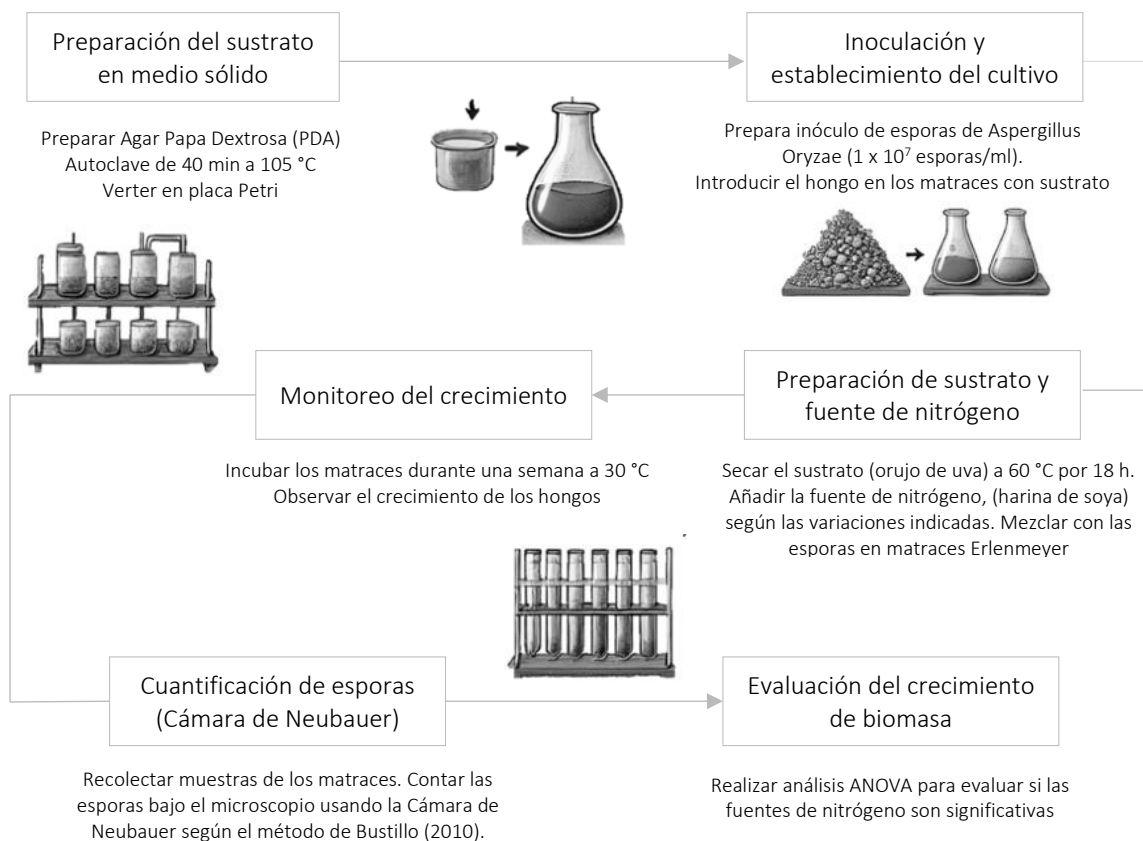 Preparación del sustrato
en medio sólido
Preparar Agar Papa Dextrosa (PDA)
Autoclave de 40 min a 105 °C
Verter en placa Petri
Inoculación y
establecimiento del cultivo
Prepara inóculo de esporas de Aspergillus
Oryzae (1 x 10⁷ esporas/ml).
Introducir el hongo en los matraces con sustrato
Preparación de sustrato y
fuente de nitrógeno
Secar el sustrato (orujo de uva) a 60 °C por 18 h.
Añadir la fuente de nitrógeno, (harina de soya)
según las variaciones indicadas. Mezclar con las
esporas en matraces Erlenmeyer
Monitoreo del crecimiento
Incubar los matraces durante una semana a 30 °C
Observar el crecimiento de los hongos
Cuantificación de esporas
(Cámara de Neubauer)
Recolectar muestras de los matraces. Contar las
esporas bajo el microscopio usando la Cámara de
Neubauer según el método de Bustillo (2010).
Evaluación del crecimiento
de biomasa
Realizar análisis ANOVA para evaluar si las
fuentes de nitrógeno son significativas